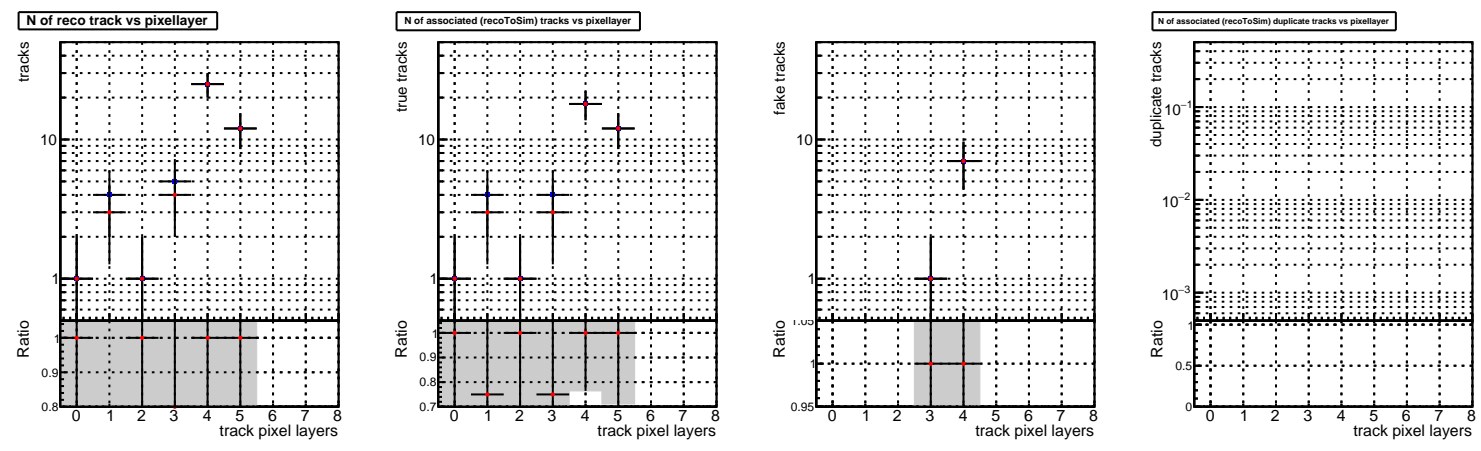 N of reco track vs pixellayer
tracks
10
1
Ratio
1
0.9
0.8
0 1 2 3 4 5 6 7 8
track pixel layers
N of associated (recoToSim) tracks vs pixellayer
true tracks
10
1
Ratio
1
0.9
0.8
0.7
0 1 2 3 4 5 6 7 8
track pixel layers
fake tracks
10
1
Ratio
1.05
1
0.95
0 1 2 3 4 5 6 7 8
track pixel layers
N of associated (recoToSim) duplicate tracks vs pixellayer
duplicate tracks
10⁻¹
10⁻²
10⁻³
Ratio
1
0.5
0
0 1 2 3 4 5 6 7 8
track pixel layers